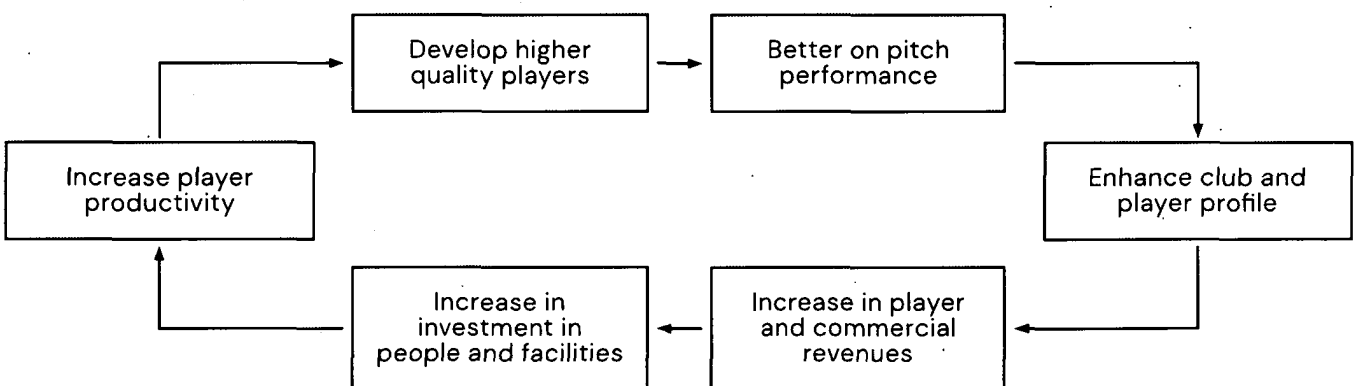 Develop higher
quality players
Better on pitch
performance
Increase player
productivity
Enhance club and
player profile
Increase in
investment in
people and facilities
Increase in player
and commercial
revenues